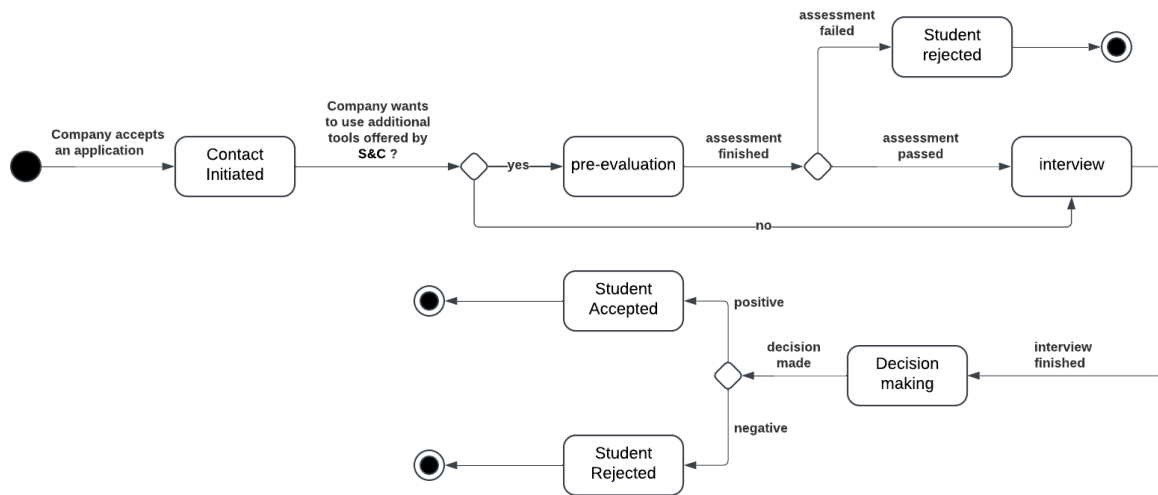 assessment
failed
Student
rejected
Company wants
to use additional
tools offered by
S&C ?
Company accepts
an application
Contact
Initiated
yes
pre-evaluation
assessment
finished
assessment
passed
interview
no
Student
Accepted
positive
decision
made
Decision
making
interview
finished
negative
Student
Rejected